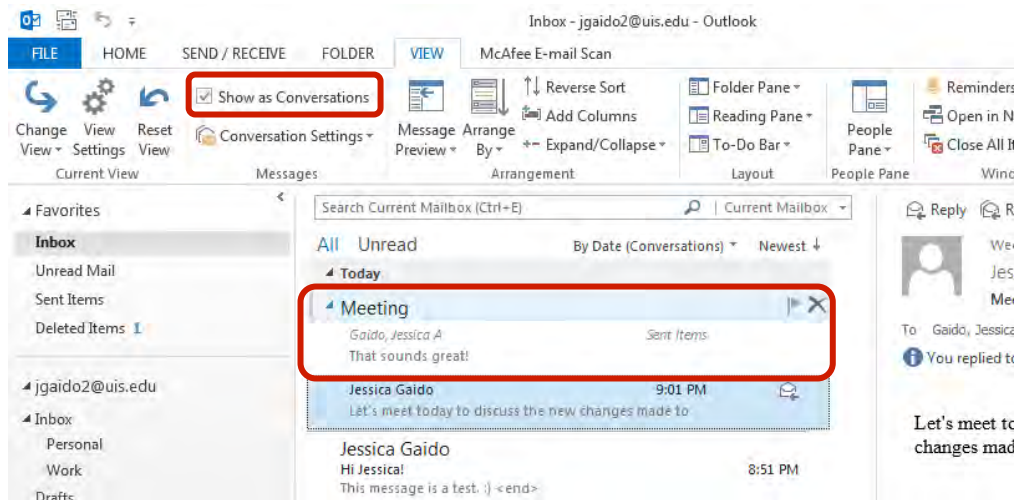 Inbox - jgaido2@uis.edu - Outlook
FILE HOME SEND / RECEIVE FOLDER VIEW McAfee E-mail Scan
Change View View Settings Reset View
Show as Conversations
Conversation Settings
Message Preview Arrange By
Reverse Sort
Add Columns
Expand/Collapse
Folder Pane
Reading Pane
To-Do Bar
People Pane
Reminders
Open in N
Close All It
Current View Messages Arrangement Layout People Pane Wind
Favorites
Inbox
Unread Mail
Sent Items
Deleted Items 1
jgaido2@uis.edu
Inbox
Personal
Work
Drafts
Search Current Mailbox (Ctrl+E) Current Mailbox
All Unread By Date (Conversations) Newest
Today
Meeting
Gaido, Jessica A Sent Items
That sounds great!
Jessica Gaido 9:01 PM
Let's meet today to discuss the new changes made to
Jessica Gaido
Hi Jessica! 8:51 PM
This message is a test. :) <end>
Reply R
Wed
Jes
Mee
To Gaido, Jessica
You replied to
Let's meet to
changes mad